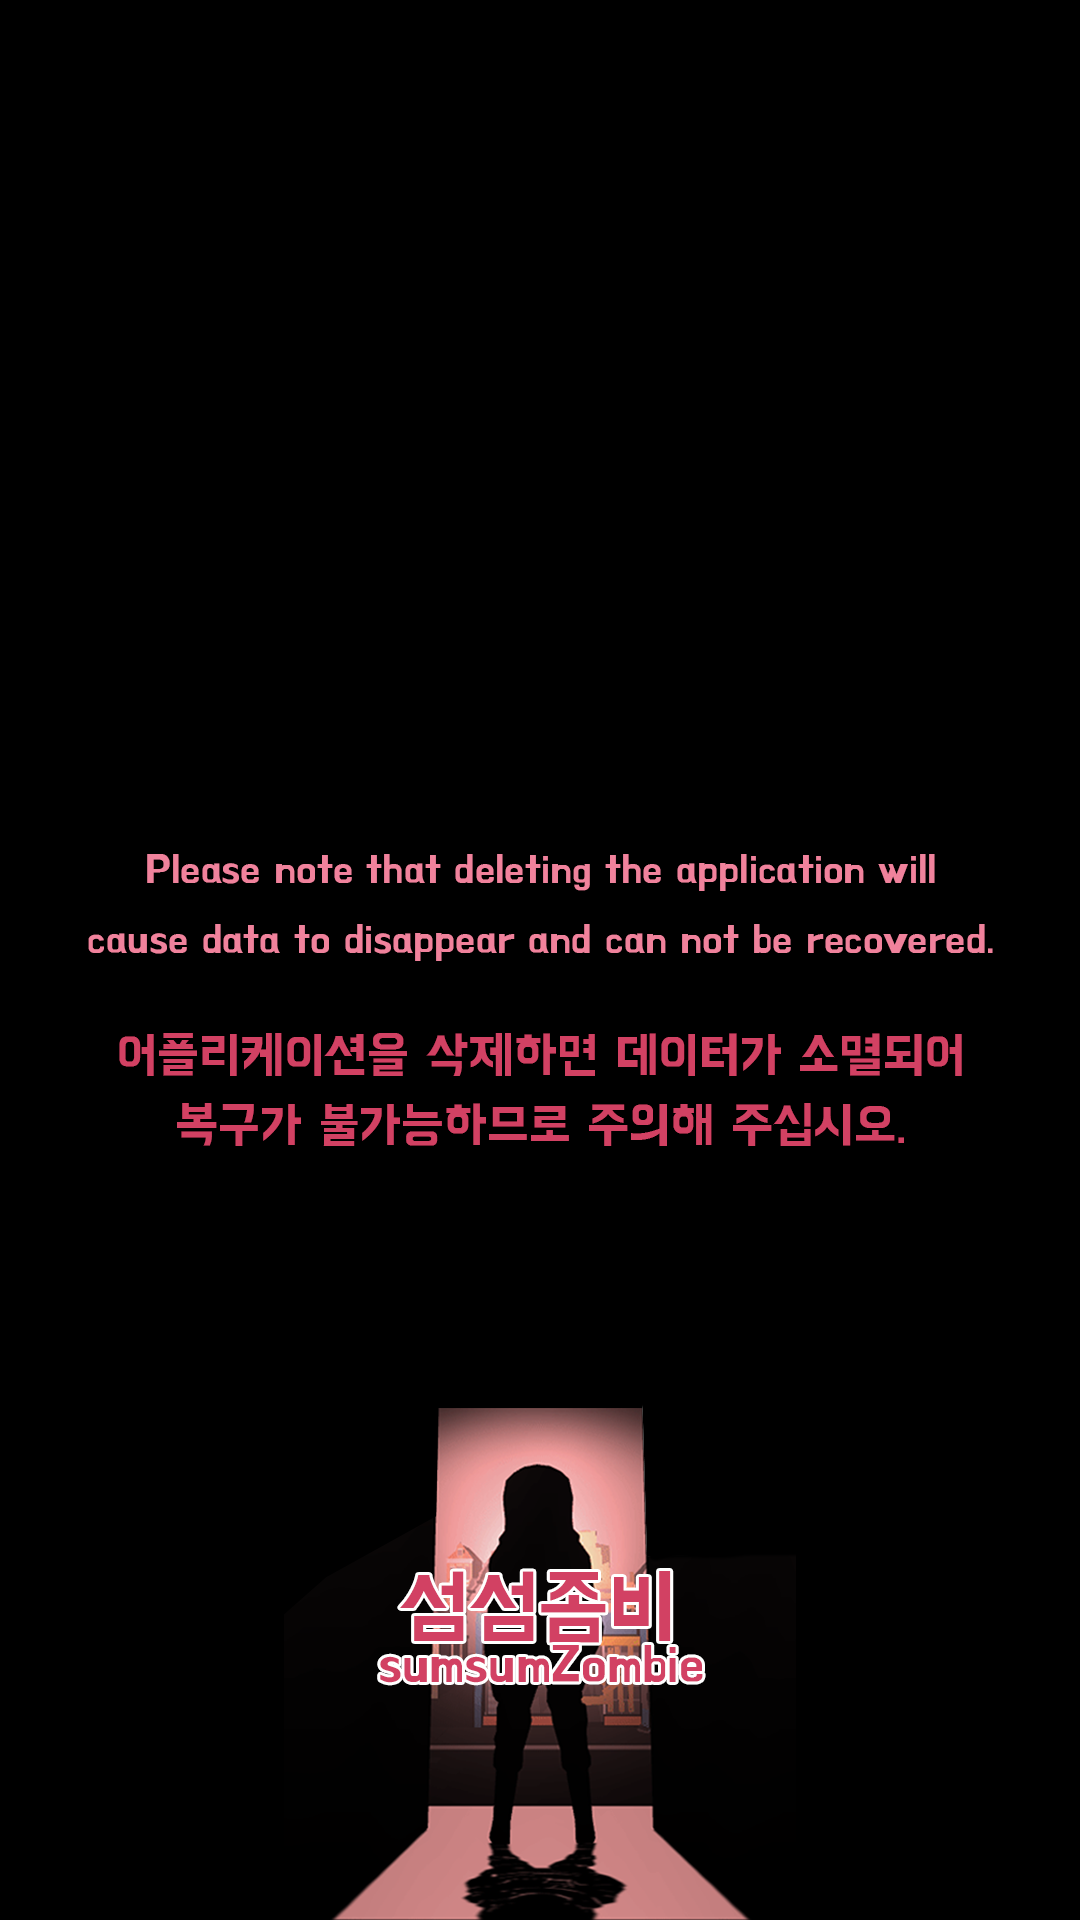 Please note that deleting the application will
cause data to disappear and can not be recovered.
어플리케이션을 삭제하면 데이터가 소멸되어
복구가 불가능하므로 주의해 주십시오.
섬섬좀비
sumsumZombie